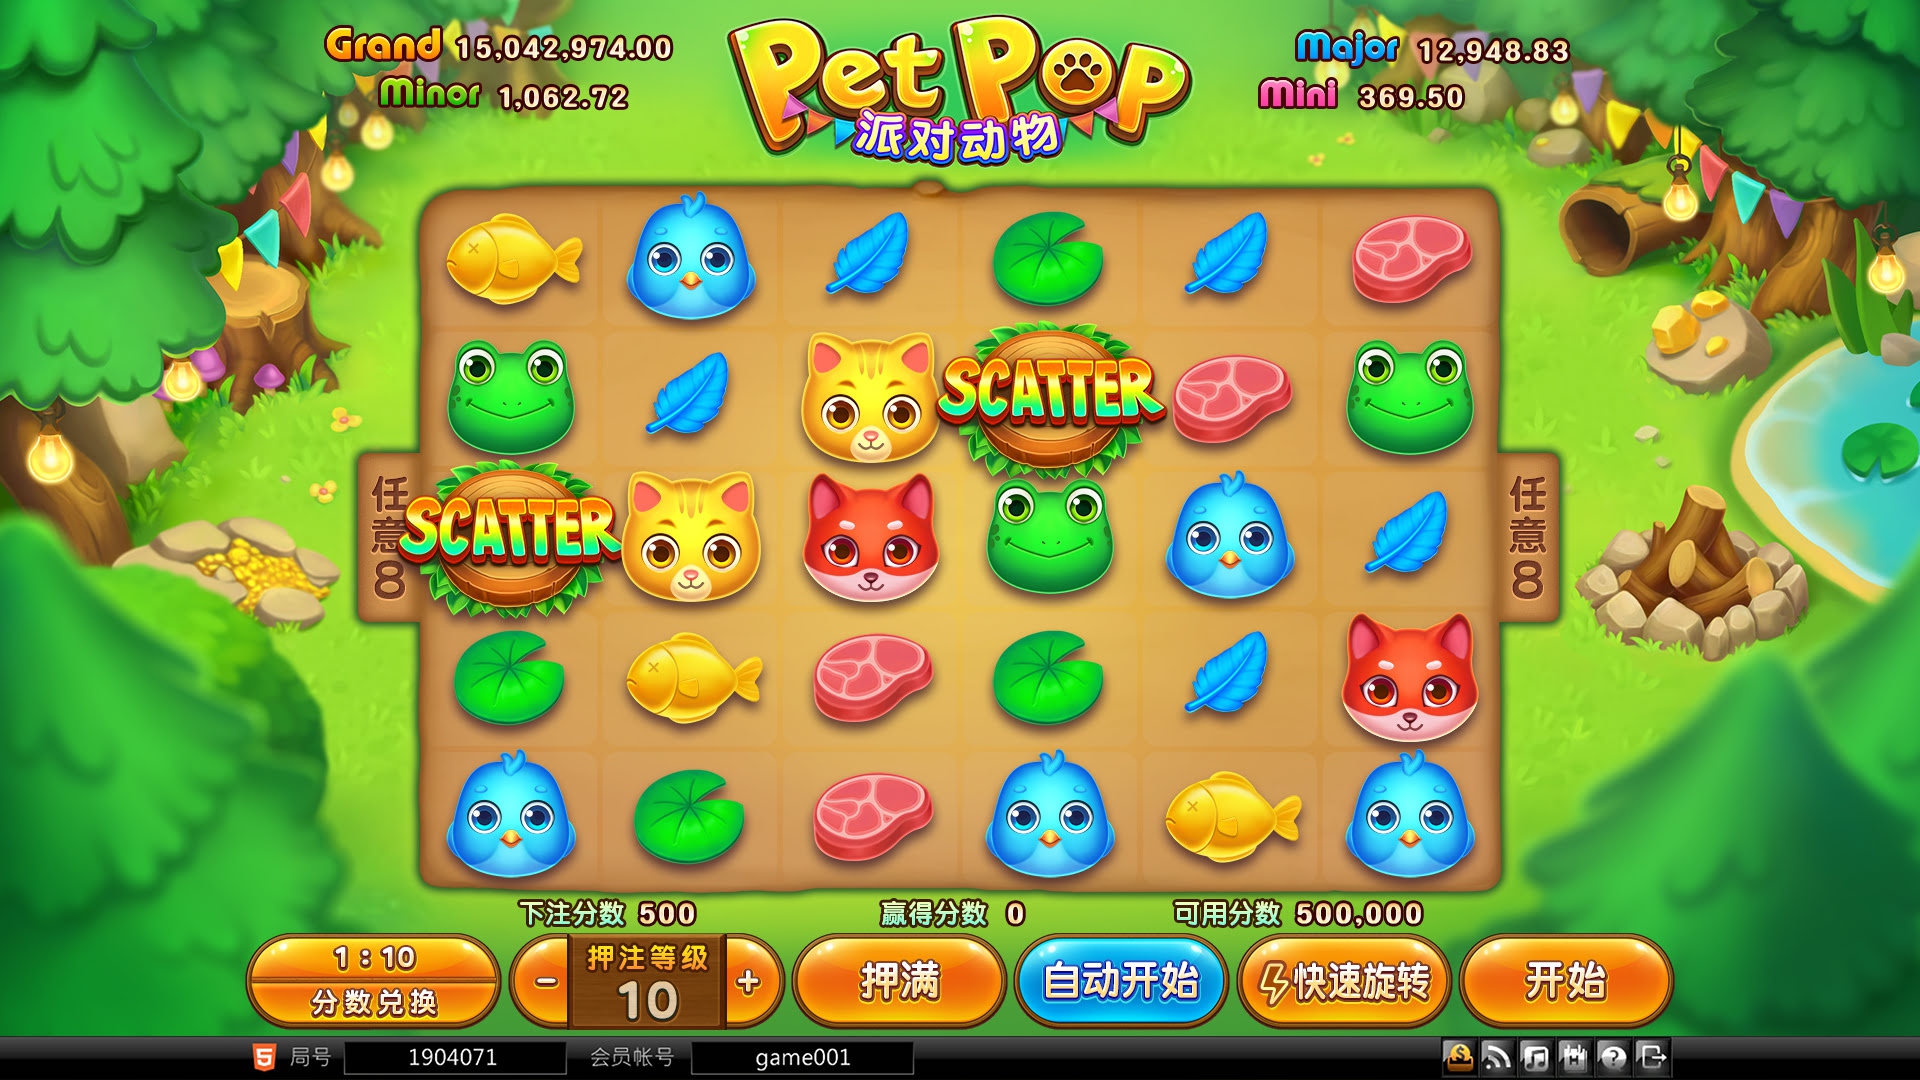 Grand 15,042,974.00
Minor 1,062.72
Pet Pop
派对动物
Major 12,948.83
Mini 369.50
SCATTER
任意8
SCATTER
任意8
下注分数 500
赢得分数 0
可用分数 500,000
1 : 10
分数兑换
-
押注等级
10
+
押满
自动开始
快速旋转
开始
5 局号 1904071 会员帐号 game001